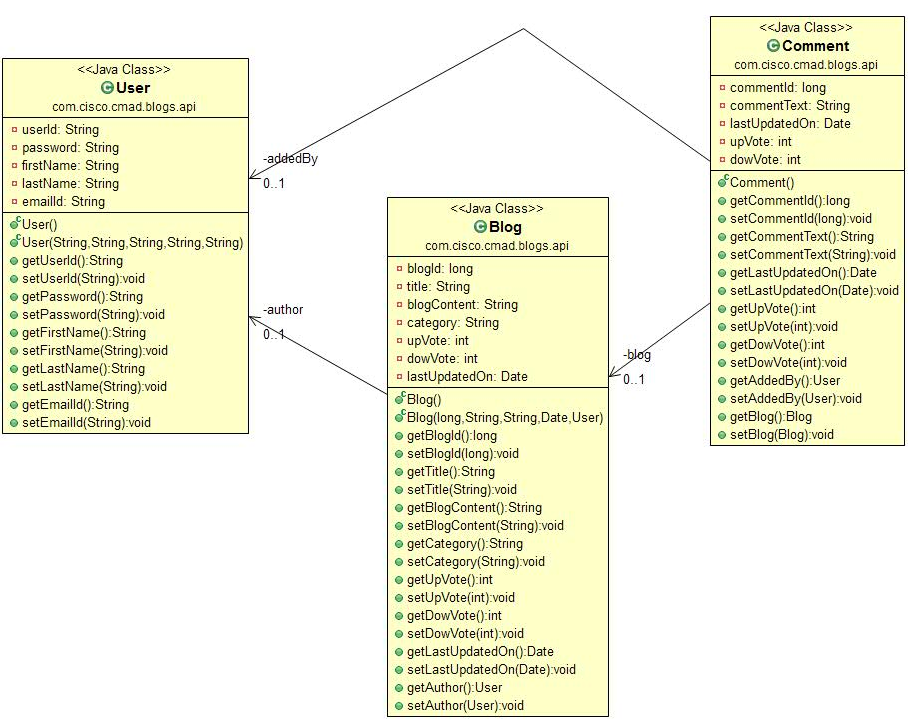 <<Java Class>>
User
com.cisco.cmad.blogs.api
userId: String
password: String
firstName: String
lastName: String
emailId: String
User()
User(String,String,String,String,String)
getUserId():String
setUserId(String):void
getPassword():String
setPassword(String):void
getFirstName():String
setFirstName(String):void
getLastName():String
setLastName(String):void
getEmailId():String
setEmailId(String):void
-addedBy
0..1
-author
0..1
<<Java Class>>
Blog
com.cisco.cmad.blogs.api
blogId: long
title: String
blogContent: String
category: String
upVote: int
dowVote: int
lastUpdatedOn: Date
Blog()
Blog(long,String,String,Date,User)
getBlogId():long
setBlogId(long):void
getTitle():String
setTitle(String):void
getBlogContent():String
setBlogContent(String):void
getCategory():String
setCategory(String):void
getUpVote():int
setUpVote(int):void
getDowVote():int
setDowVote(int):void
getLastUpdatedOn():Date
setLastUpdatedOn(Date):void
getAuthor():User
setAuthor(User):void
-blog
0..1
<<Java Class>>
Comment
com.cisco.cmad.blogs.api
commentId: long
commentText: String
lastUpdatedOn: Date
upVote: int
dowVote: int
Comment()
getCommentId():long
setCommentId(long):void
getCommentText():String
setCommentText(String):void
getLastUpdatedOn():Date
setLastUpdatedOn(Date):void
getUpVote():int
setUpVote(int):void
getDowVote():int
setDowVote(int):void
getAddedBy():User
setAddedBy(User):void
getBlog():Blog
setBlog(Blog):void